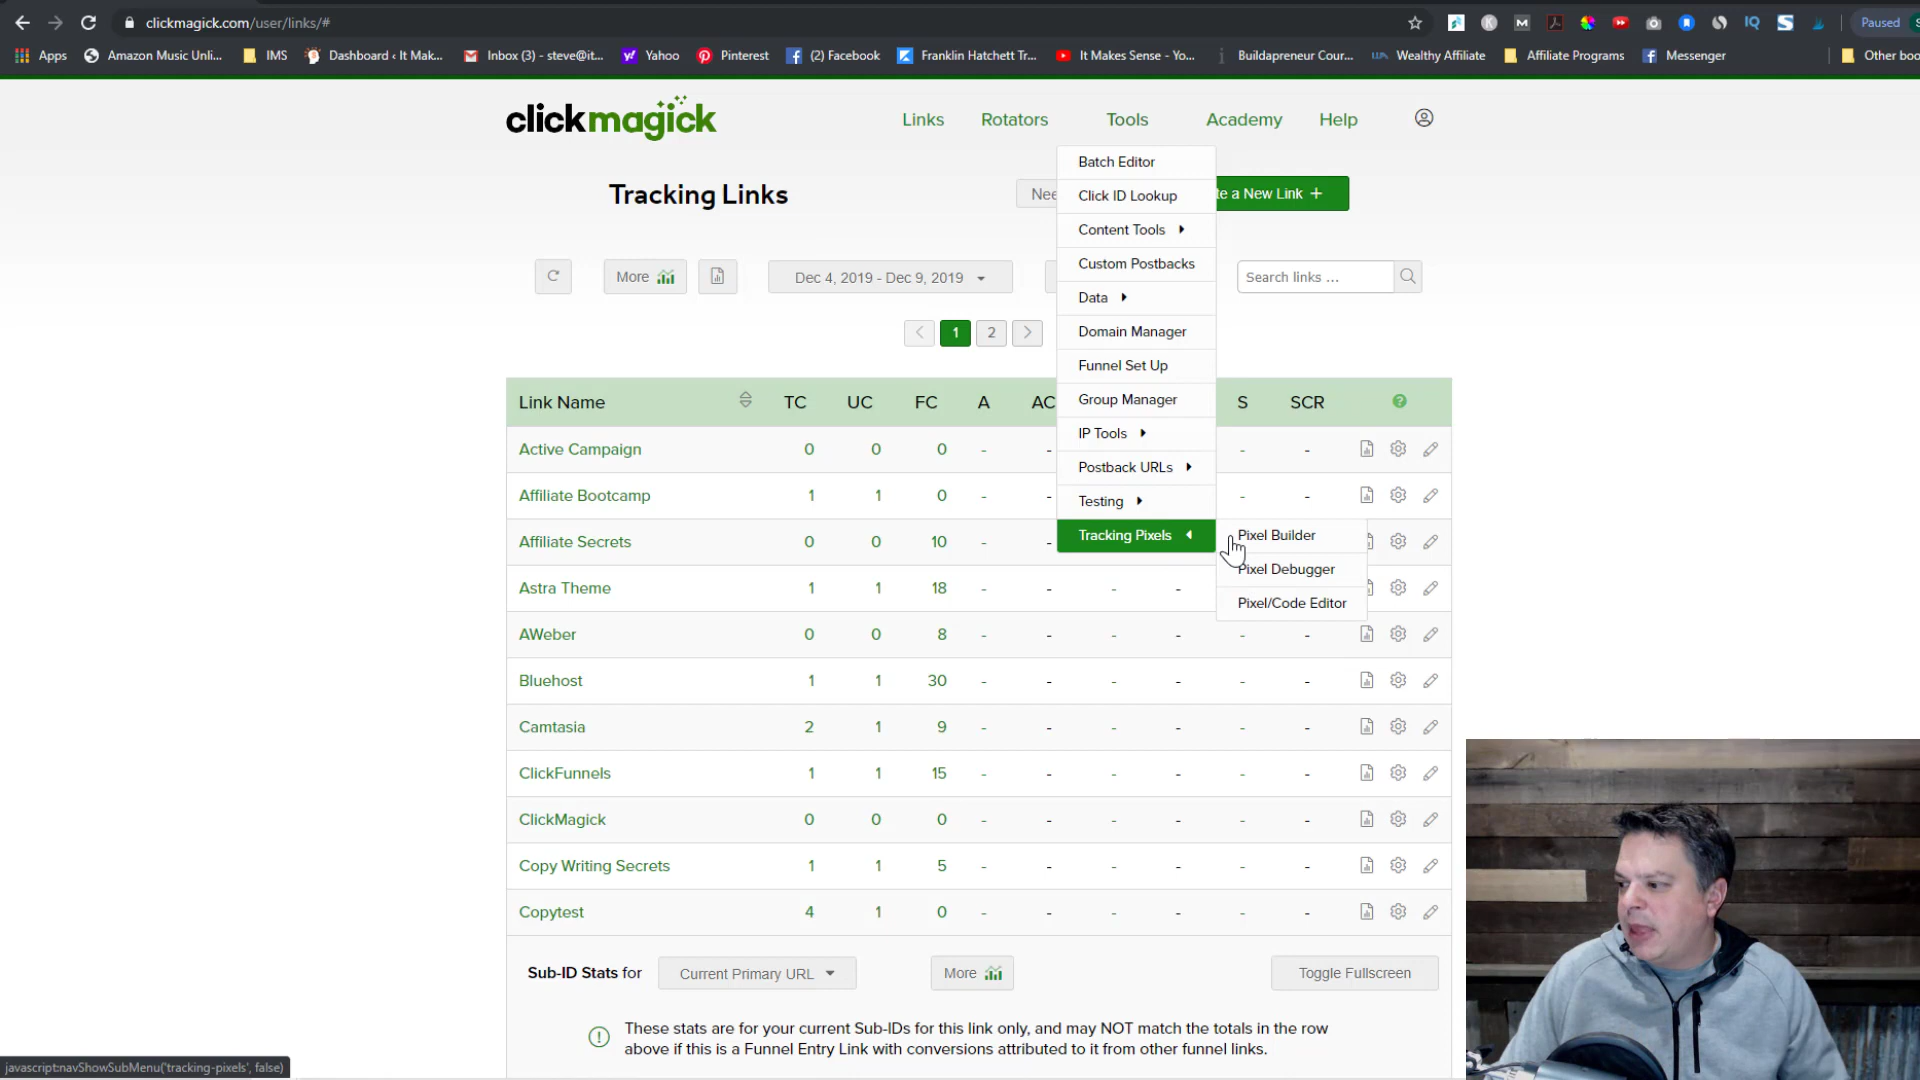 clickmagick.com/user/links/#
Paused
Apps Amazon Music Unli... IMS Dashboard ‹ It Mak... Inbox (3) - steve@it... Yahoo Pinterest (2) Facebook Franklin Hatchett Tr... It Makes Sense - Yo... Buildapreneur Cour... Wealthy Affiliate Affiliate Programs Messenger Other boo
clickmagick Links Rotators Tools Academy Help
Batch Editor
Tracking Links Nee Click ID Lookup te a New Link +
Content Tools
Custom Postbacks
More Dec 4, 2019 - Dec 9, 2019 Search links ...
Data
1 2 Domain Manager
Funnel Set Up
Link Name TC UC FC A AC Group Manager S SCR
IP Tools
Active Campaign 0 0 0 - - - -
Postback URLs
Affiliate Bootcamp 1 1 0 - - Testing - -
Affiliate Secrets 0 0 10 - - Tracking Pixels Pixel Builder
Pixel Debugger
Astra Theme 1 1 18 - - - -
Pixel/Code Editor
AWeber 0 0 8 - - - - - -
Bluehost 1 1 30 - - - - - -
Camtasia 2 1 9 - - - - - -
ClickFunnels 1 1 15 - - - - - -
ClickMagick 0 0 0 - - - - - -
Copy Writing Secrets 1 1 5 - - - - - -
Copytest 4 1 0 - - - - - -
Sub-ID Stats for Current Primary URL More Toggle Fullscreen
These stats are for your current Sub-IDs for this link only, and may NOT match the totals in the row
above if this is a Funnel Entry Link with conversions attributed to it from other funnel links.
javascript:navShowSubMenu('tracking-pixels', false)